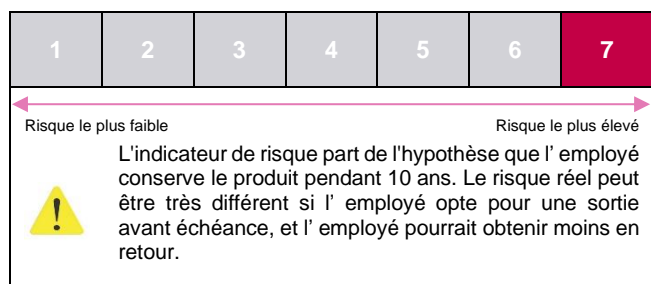 1 2 3 4 5 6 7
Risque le plus faible Risque le plus élevé
L'indicateur de risque part de l'hypothèse que l' employé
conserve le produit pendant 10 ans. Le risque réel peut
être très différent si l' employé opte pour une sortie
avant échéance, et l' employé pourrait obtenir moins en
retour.